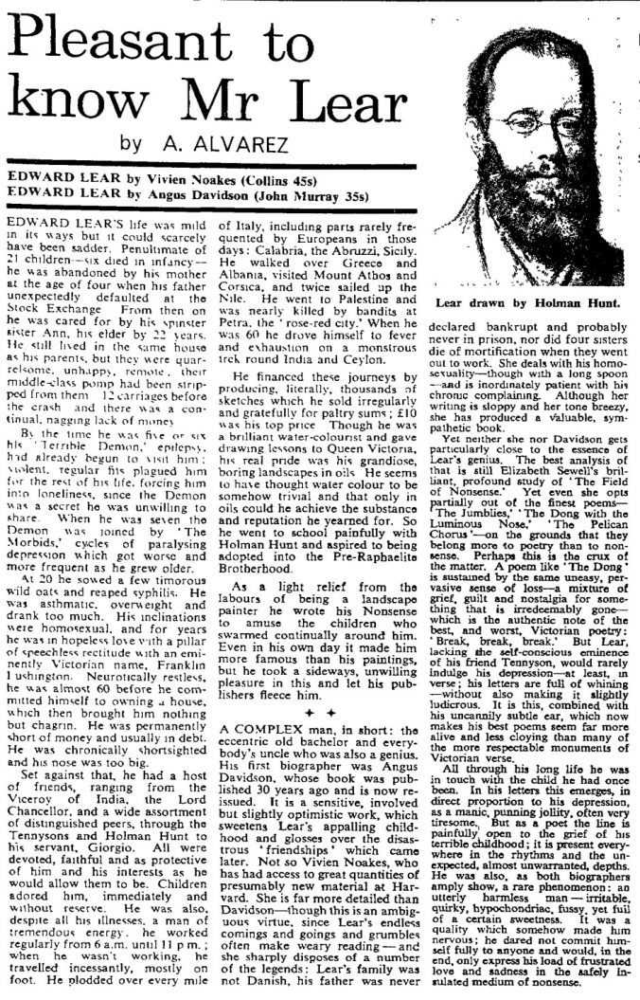 Pleasant to
know Mr Lear
by A. ALVAREZ
EDWARD LEAR by Vivien Noakes (Collins 45s)
EDWARD LEAR by Angus Davidson (John Murray 35s)
EDWARD LEAR'S life was mild
in its ways but it could scarcely
have been sadder. Penultimate of
21 children—six died in infancy—
he was abandoned by his mother
at the age of four when his father
unexpectedly defaulted at the
Stock Exchange From then on
he was cared for by his spinster
sister Ann, his elder by 22 years.
He still lived in the same house
as his parents, but they were quar-
relsome, unhappy, remote, their
middle-class pomp had been strip-
ped from them 12 carriages before
the crash and there was a con-
tinual, nagging lack of money
By the time he was five or six
his 'Terrible Demon,' epilepsy,
had already begun to visit him;
violent, regular fits plagued him
for the rest of his life, forcing him
into loneliness, since the Demon
was a secret he was unwilling to
share. When he was seven the
Demon was joined by 'The
Morbids,' cycles of paralysing
depression which got worse and
more frequent as he grew older.
At 20 he sowed a few timorous
wild oats and reaped syphilis. He
was asthmatic, overweight and
drank too much. His inclinations
were homosexual, and for years
he was in hopeless love with a pillar
of speechless rectitude with an emi-
nently Victorian name, Franklin
Lushington. Neurotically restless,
he was almost 60 before he com-
mitted himself to owning a house,
which then brought him nothing
but chagrin. He was permanently
short of money and usually in debt.
He was chronically shortsighted
and his nose was too big.
Set against that, he had a host
of friends, ranging from the
Viceroy of India, the Lord
Chancellor, and a wide assortment
of distinguished peers, through the
Tennysons and Holman Hunt to
his servant, Giorgio. All were
devoted, faithful and as protective
of him and his interests as he
would allow them to be. Children
adored him, immediately and
without reserve. He was also,
despite all his illnesses, a man of
tremendous energy. he worked
regularly from 6 a.m. until 11 p m.;
when he wasn't working, he
travelled incessantly, mostly on
foot. He plodded over every mile
of Italy, including parts rarely fre-
quented by Europeans in those
days: Calabria, the Abruzzi, Sicily.
He walked over Greece and
Albania, visited Mount Athos and
Corsica, and twice sailed up the
Nile. He went to Palestine and
was nearly killed by bandits at
Petra, the 'rose-red city.' When he
was 60 he drove himself to fever
and exhaustion on a monstrous
trek round India and Ceylon.
He financed these journeys by
producing, literally, thousands of
sketches which he sold irregularly
and gratefully for paltry sums; £10
was his top price Though he was
a brilliant water-colourist and gave
drawing lessons to Queen Victoria,
his real pride was his grandiose,
boring landscapes in oils He seems
to have thought water colour to be
somehow trivial and that only in
oils could he achieve the substance
and reputation he yearned for. So
he went to school painfully with
Holman Hunt and aspired to being
adopted into the Pre-Raphaelite
Brotherhood.
As a light relief from the
labours of being a landscape
painter he wrote his Nonsense
to amuse the children who
swarmed continually around him.
Even in his own day it made him
more famous than his paintings,
but he took a sideways, unwilling
pleasure in this and let his pub-
lishers fleece him.
A COMPLEX man, in short: the
eccentric old bachelor and every-
body's uncle who was also a genius.
His first biographer was Angus
Davidson, whose book was pub-
lished 30 years ago and is now re-
issued. It is a sensitive, involved
but slightly optimistic work, which
sweetens Lear's appalling child-
hood and glosses over the disas-
trous 'friendships' which came
later. Not so Vivien Noakes, who
has had access to great quantities of
presumably new material at Har-
vard. She is far more detailed than
Davidson—though this is an ambig-
uous virtue, since Lear's endless
comings and goings and grumbles
often make weary reading—and
she sharply disposes of a number
of the legends: Lear's family was
not Danish, his father was never
Lear drawn by Holman Hunt.
declared bankrupt and probably
never in prison, nor did four sisters
die of mortification when they went
out to work. She deals with his homo-
sexuality—though with a long spoon
—and is inordinately patient with his
chronic complaining. Although her
writing is sloppy and her tone breezy,
she has produced a valuable, sym-
pathetic book.
Yet neither she nor Davidson gets
particularly close to the essence of
Lear's genius. The best analysis of
that is still Elizabeth Sewell's bril-
liant, profound study of 'The Field
of Nonsense.' Yet even she opts
partially out of the finest poems—
'The Jumblies,' 'The Dong with the
Luminous Nose,' 'The Pelican
Chorus'—on the grounds that they
belong more to poetry than to non-
sense. Perhaps this is the crux of
the matter. A poem like 'The Dong'
is sustained by the same uneasy, per-
vasive sense of loss—a mixture of
grief, guilt and nostalgia for some-
thing that is irredeemably gone—
which is the authentic note of the
best, and worst, Victorian poetry:
'Break, break, break.' But Lear,
lacking the self-conscious eminence
of his friend Tennyson, would rarely
indulge his depression—at least, in
verse; his letters are full of whining
—without also making it slightly
ludicrous. It is this, combined with
his uncannily subtle ear, which now
makes his best poems seem far more
alive and less cloying than many of
the more respectable monuments of
Victorian verse.
All through his long life he was
in touch with the child he had once
been. In his letters this emerges, in
direct proportion to his depression,
as a manic, punning jollity, often very
tiresome. But as a poet the line is
painfully open to the grief of his
terrible childhood; it is present every-
where in the rhythms and the un-
expected, almost unwarranted, depths.
He was also, as both biographers
amply show, a rare phenomenon: an
utterly harmless man—irritable,
quirky, hypochondriac, fussy, yet full
of a certain sweetness. It was a
quality which somehow made him
nervous; he dared not commit him-
self fully to anyone and would, in the
end, only express his load of frustrated
love and sadness in the safely in-
sulated medium of nonsense.